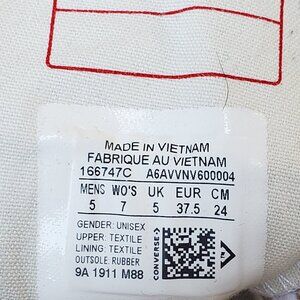 MADE IN VIETNAM
FABRIQUE AU VIETNAM
166747C A6AVVNV600004
MENS WO'S UK EUR CM
5 7 5 37.5 24
GENDER: UNISEX
UPPER: TEXTILE
LINING: TEXTILE
OUTSOLE: RUBBER
9A 1911 M88
CONVERSE